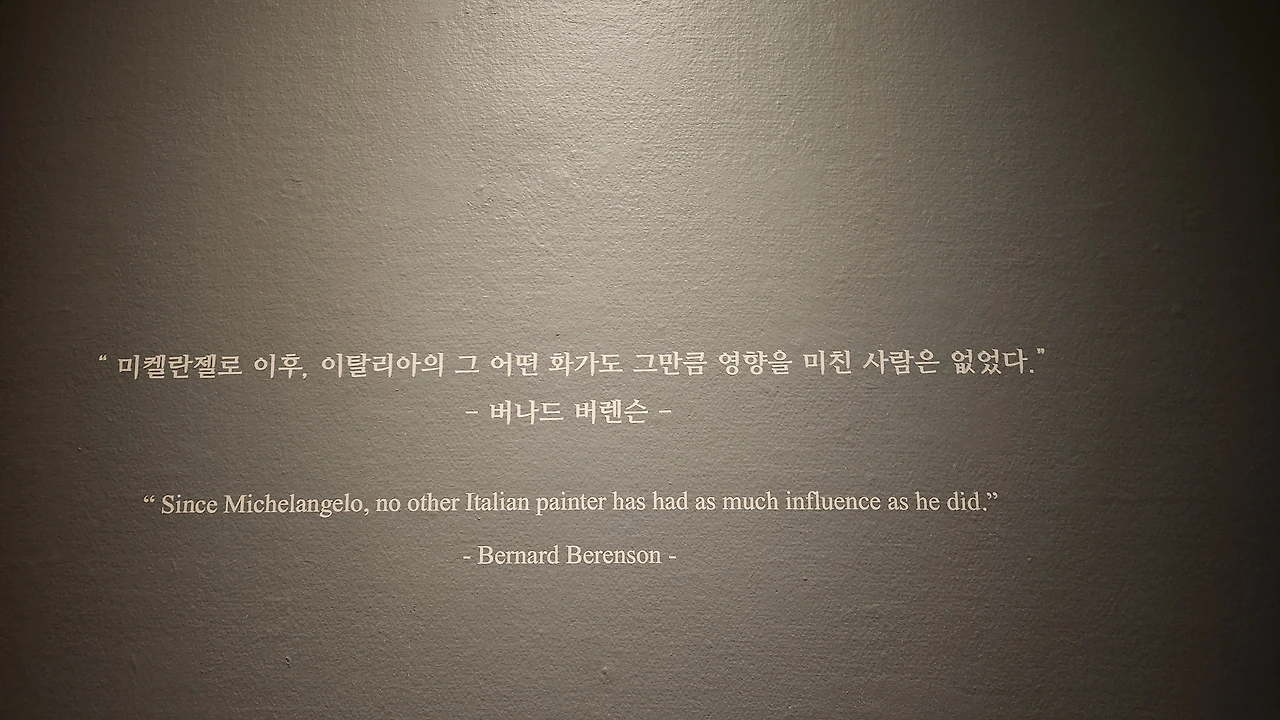 “ 미켈란젤로 이후, 이탈리아의 그 어떤 화가도 그만큼 영향을 미친 사람은 없었다.”
– 버나드 버렌슨 –
“ Since Michelangelo, no other Italian painter has had as much influence as he did.”
- Bernard Berenson -